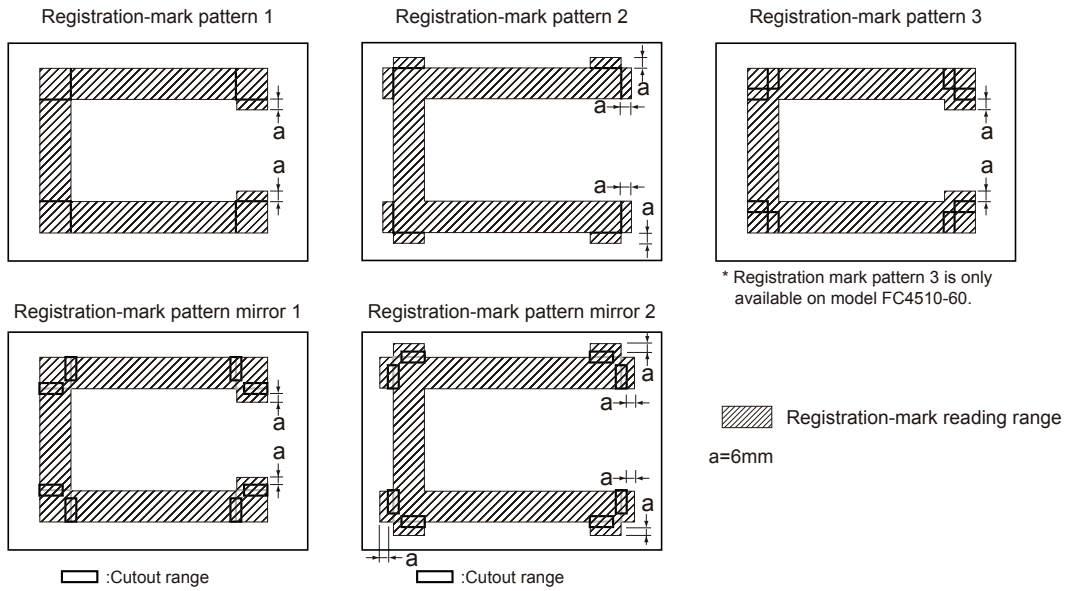 Registration-mark pattern 1
Registration-mark pattern 2
Registration-mark pattern 3
a
a
a
a
a
a
a
a
* Registration mark pattern 3 is only
available on model FC4510-60.
Registration-mark pattern mirror 1
Registration-mark pattern mirror 2
a
a
a
a
a
a
a
Registration-mark reading range
a=6mm
:Cutout range
:Cutout range